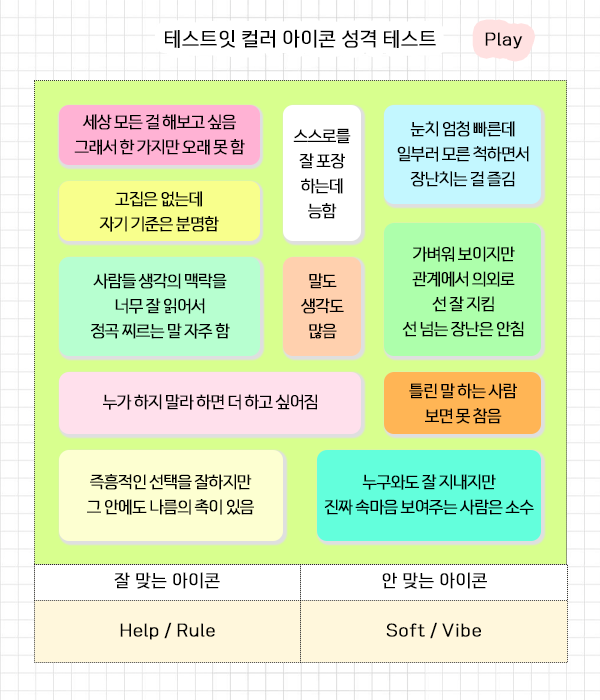 테스트잇 컬러 아이콘 성격 테스트
Play
세상 모든 걸 해보고 싶음
그래서 한 가지만 오래 못 함
스스로를
잘 포장
하는데
능함
눈치 엄청 빠른데
일부러 모른 척하면서
장난치는 걸 즐김
고집은 없는데
자기 기준은 분명함
가벼워 보이지만
관계에서 의외로
선 잘 지킴
선 넘는 장난은 안침
사람들 생각의 맥락을
너무 잘 읽어서
정곡 찌르는 말 자주 함
말도
생각도
많음
누가 하지 말라 하면 더 하고 싶어짐
틀린 말 하는 사람
보면 못 참음
즉흥적인 선택을 잘하지만
그 안에도 나름의 촉이 있음
누구와도 잘 지내지만
진짜 속마음 보여주는 사람은 소수
잘 맞는 아이콘
안 맞는 아이콘
Help / Rule
Soft / Vibe